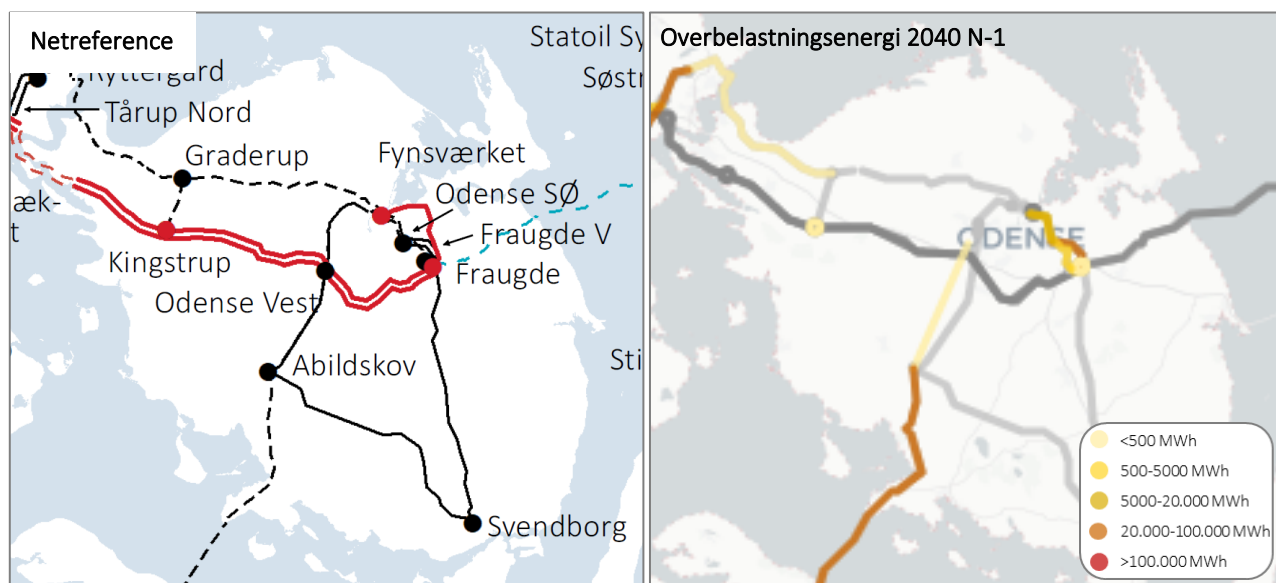 Netreference
Statoil Sy
Ryttergård
Søstr
Tårup Nord
Graderup
Fynsværket
Odense SØ
æk-
t
Fraugde V
Kingstrup
Fraugde
Odense Vest
Sti
Abildskov
Svendborg
Overbelastningsenergi 2040 N-1
ODENSE
<500 MWh
500-5000 MWh
5000-20.000 MWh
20.000-100.000 MWh
>100.000 MWh